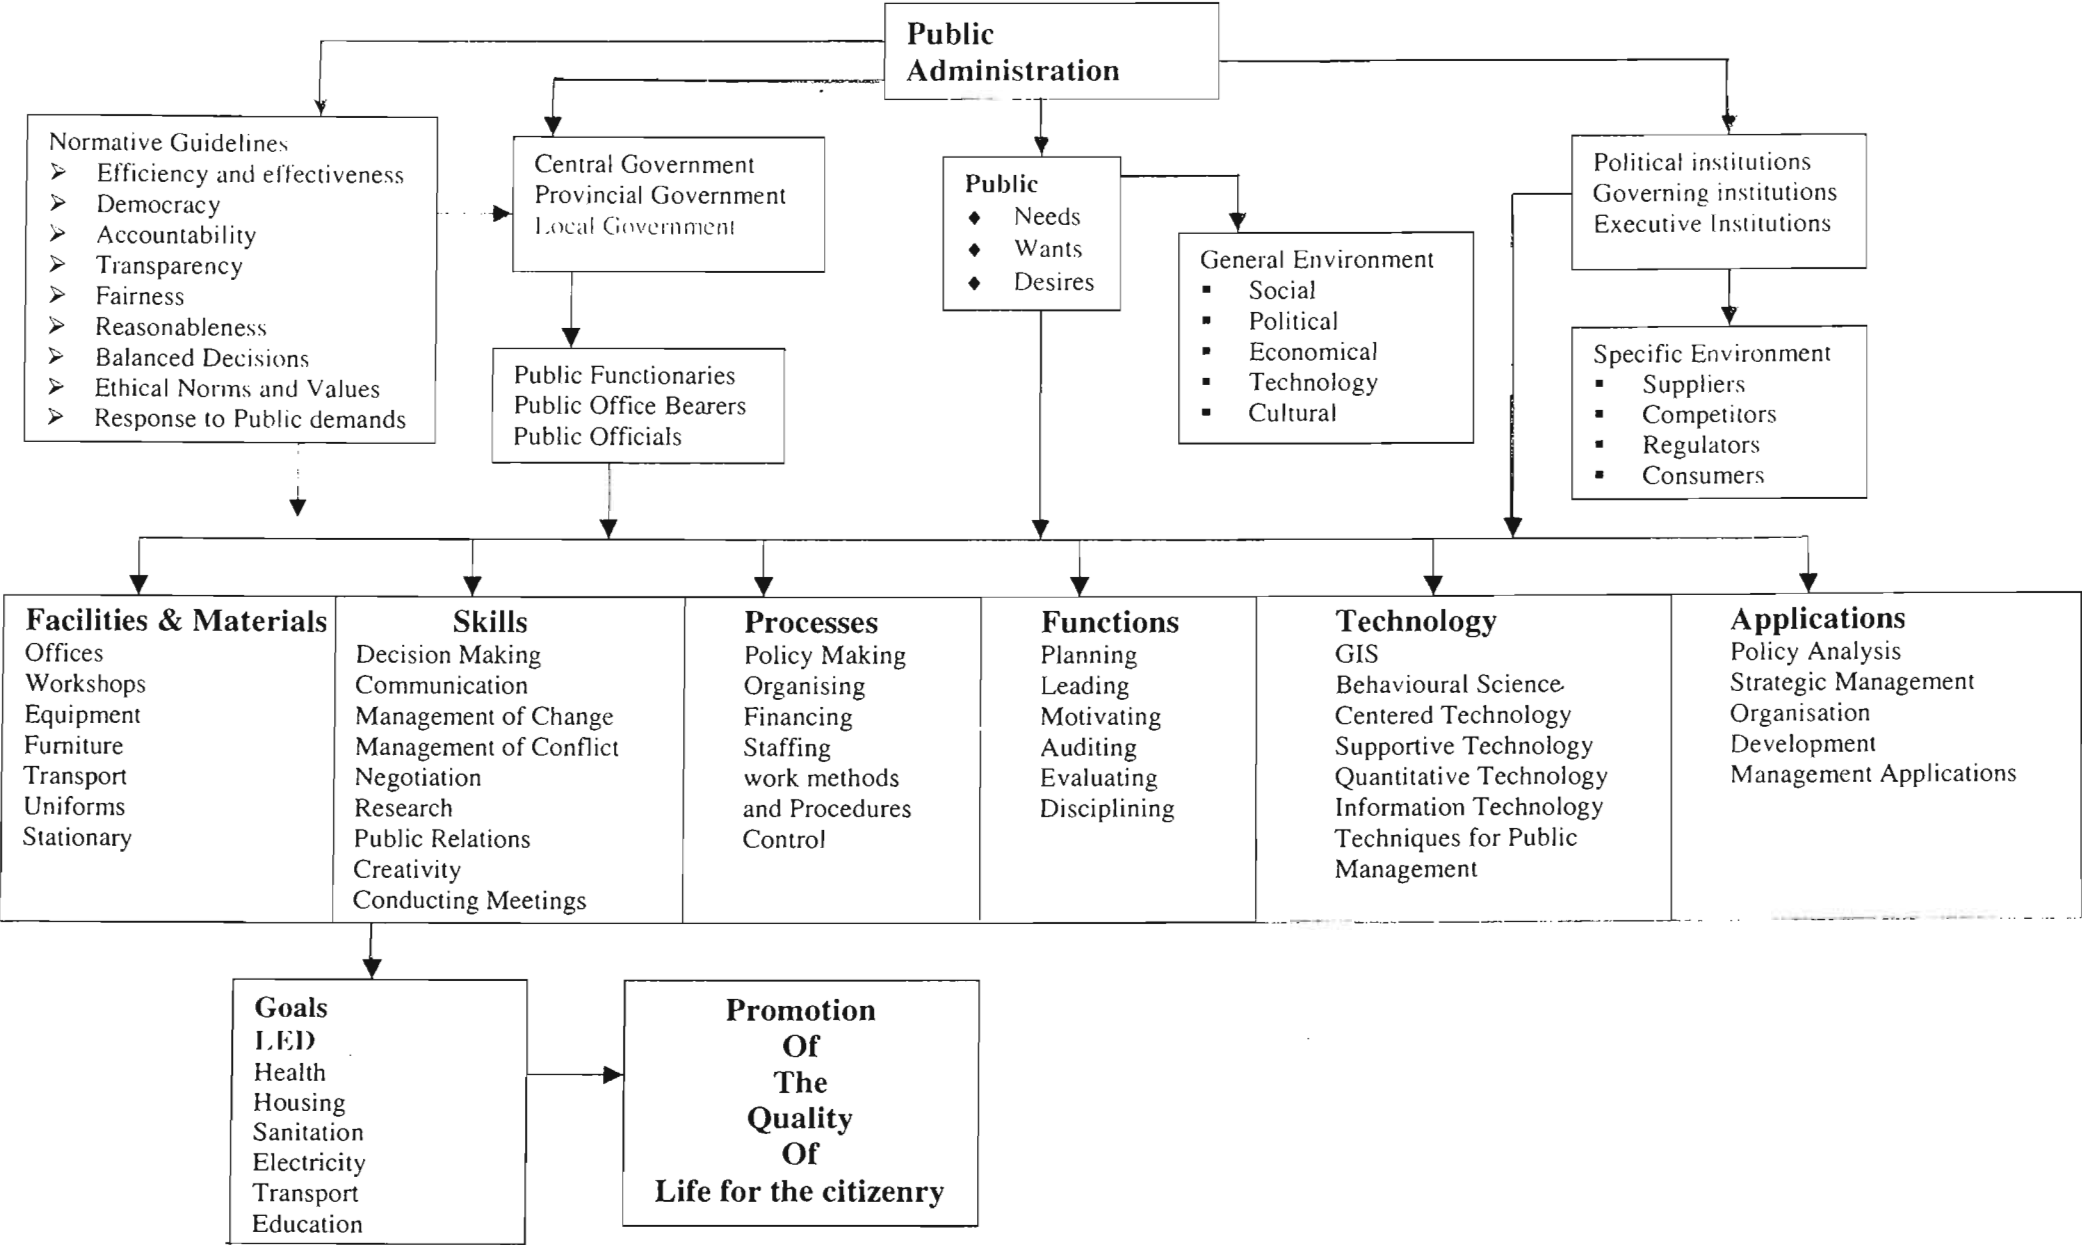 Public
Administration
Normative Guidelines
Efficiency and effectiveness
Democracy
Accountability
Transparency
Fairness
Reasonableness
Balanced Decisions
Ethical Norms and Values
Response to Public demands
Central Government
Provincial Government
Local Government
Public Functionaries
Public Office Bearers
Public Officials
Public
Needs
Wants
Desires
General Environment
Social
Political
Economical
Technology
Cultural
Political institutions
Governing institutions
Executive Institutions
Specific Environment
Suppliers
Competitors
Regulators
Consumers
Facilities & Materials
Offices
Workshops
Equipment
Furniture
Transport
Uniforms
Stationary
Skills
Decision Making
Communication
Management of Change
Management of Conflict
Negotiation
Research
Public Relations
Creativity
Conducting Meetings
Processes
Policy Making
Organising
Financing
Staffing
work methods
and Procedures
Control
Functions
Planning
Leading
Motivating
Auditing
Evaluating
Disciplining
Technology
GIS
Behavioural Science
Centered Technology
Supportive Technology
Quantitative Technology
Information Technology
Techniques for Public
Management
Applications
Policy Analysis
Strategic Management
Organisation
Development
Management Applications
Goals
LED
Health
Housing
Sanitation
Electricity
Transport
Education
Promotion
Of
The
Quality
Of
Life for the citizenry